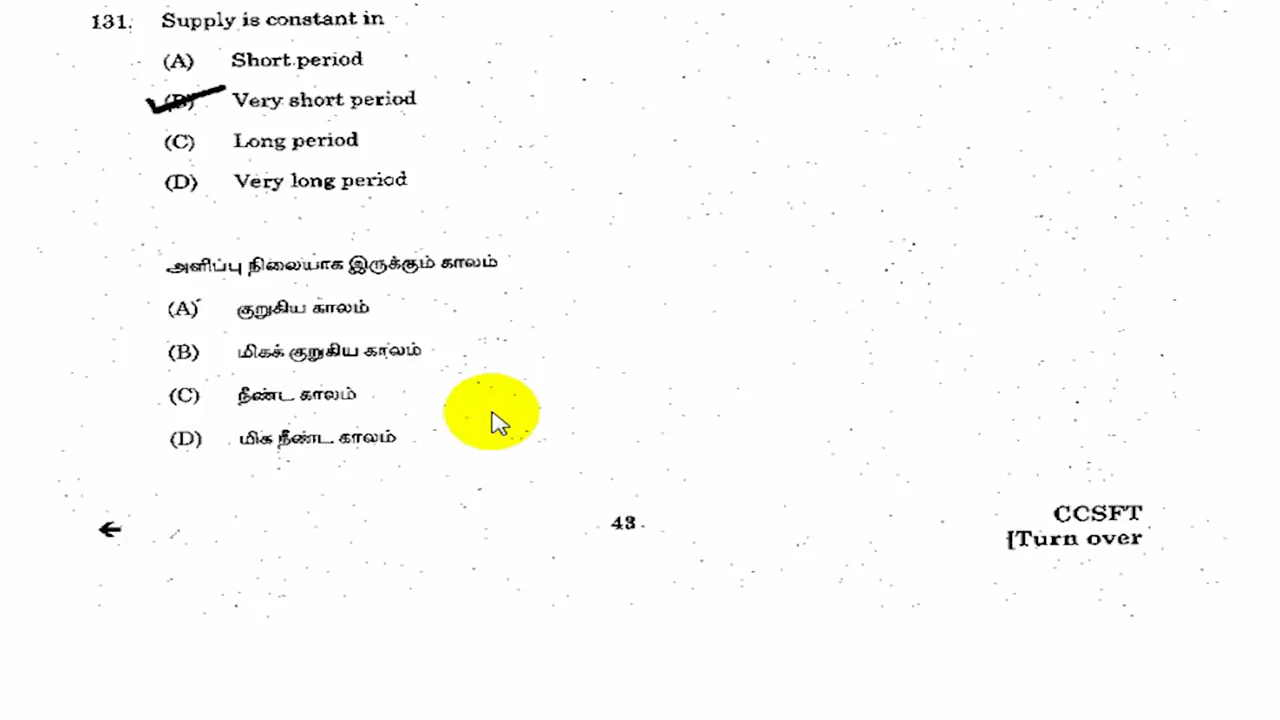 131. Supply is constant in
(A) Short period
(B) Very short period
(C) Long period
(D) Very long period
அளிப்பு நிலையாக இருக்கும் காலம்
(A) குறுகிய காலம்
(B) மிகக் குறுகிய காலம்
(C) நீண்ட காலம்
(D) மிக நீண்ட காலம்
43
CCSFT
[Turn over